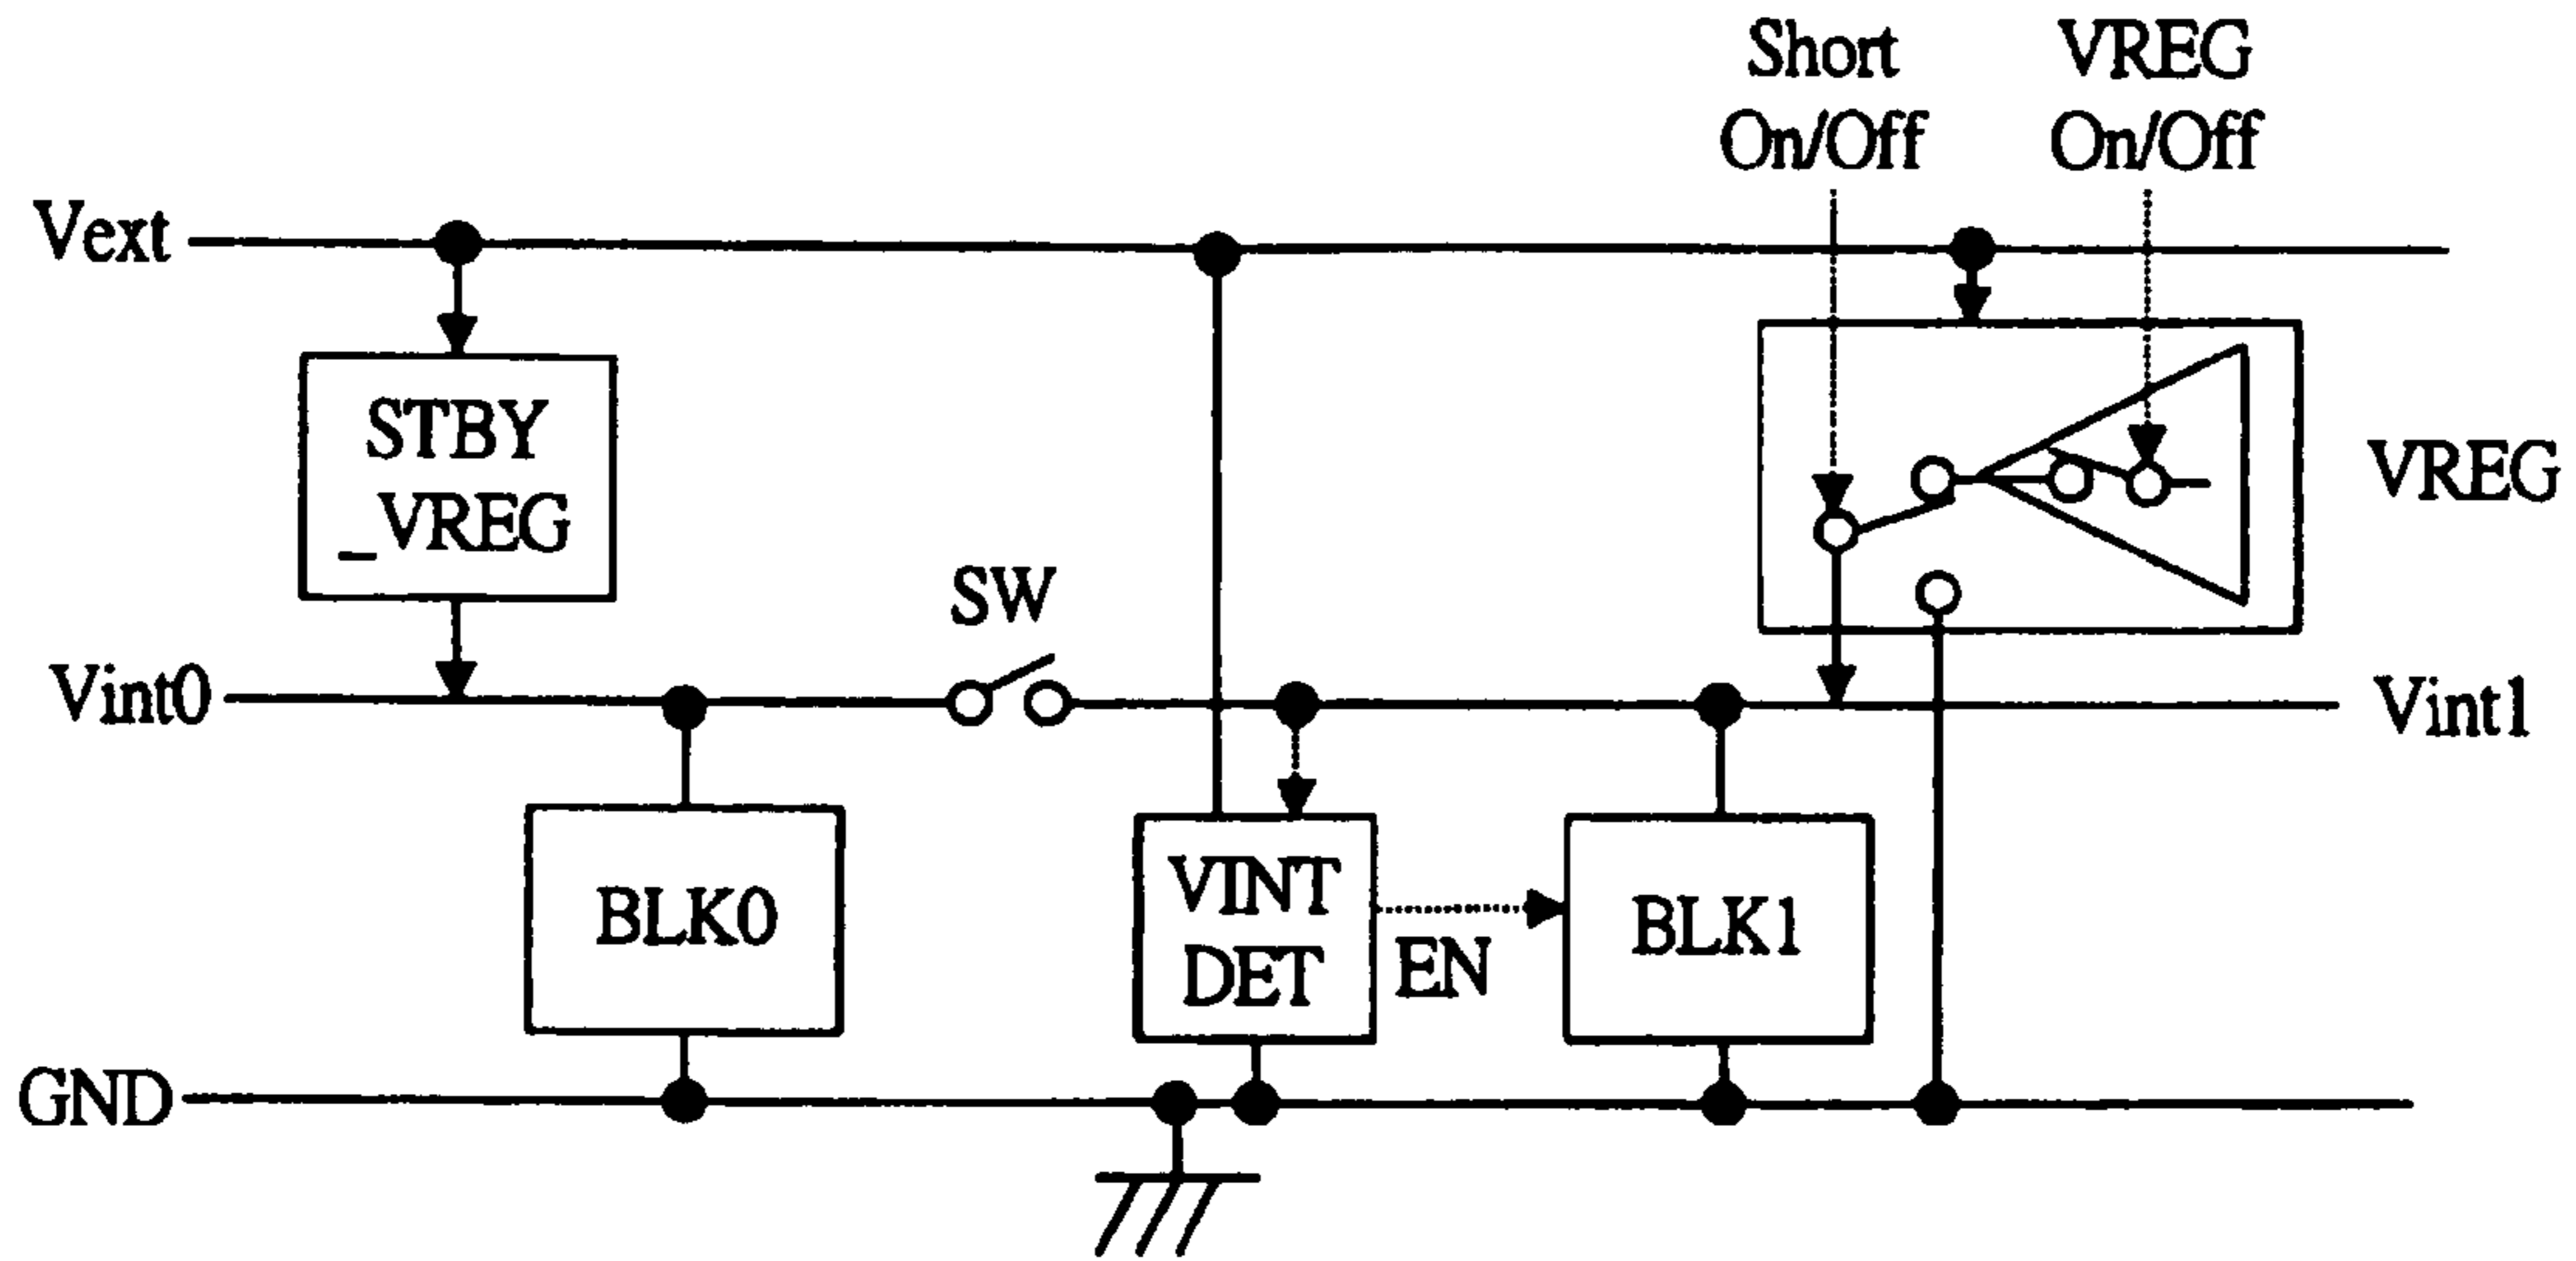 Short
On/Off
VREG
On/Off
Vext
STBY
_VREG
VREG
SW
Vint0
Vint1
BLK0
VINT
DET
EN
BLK1
GND